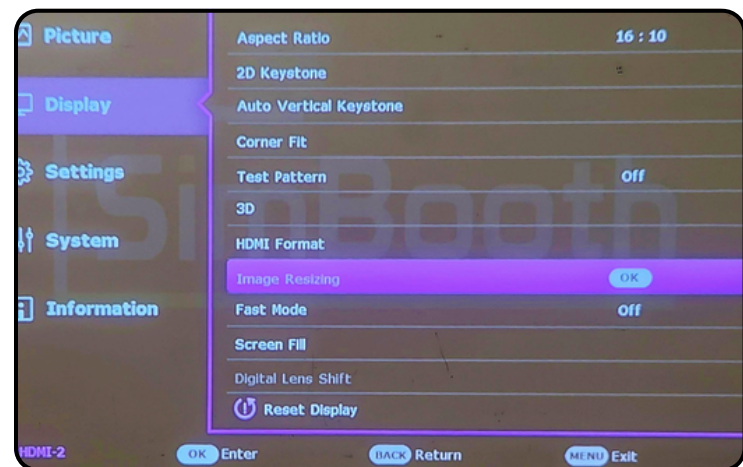 Picture
Display
Settings
System
Information
Aspect Ratio 16 : 10
2D Keystone
Auto Vertical Keystone
Corner Fit
Test Pattern Off
3D
HDMI Format
Image Resizing OK
Fast Mode Off
Screen Fill
Digital Lens Shift
Reset Display
SimBooth
HDMI-2 OK Enter BACK Return MENU Exit